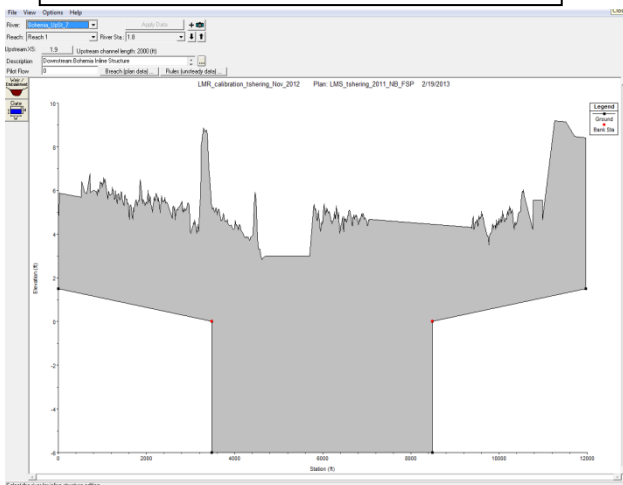 Clos
File View Options Help
River: Bohemia_UpSt_7 Apply Data
Reach: Reach 1 River Sta.: 1.8
Upstream XS: 1.9 Upstream channel length: 2000 (ft)
Description Downstream Bohemia Inline Structure ...
Pilot Flow 0 Breach (plan data) ... Rules (unsteady data) ...
Weir /
Embankment
Gate
LMR_calibration_tshering_Nov_2012 Plan: LMS_tshering_2011_NB_FSP 2/19/2013
Legend
Ground
Bank Sta
Elevation (ft)
10
8
6
4
2
0
-2
-4
-6
0 2000 4000 6000 8000 10000 12000
Station (ft)